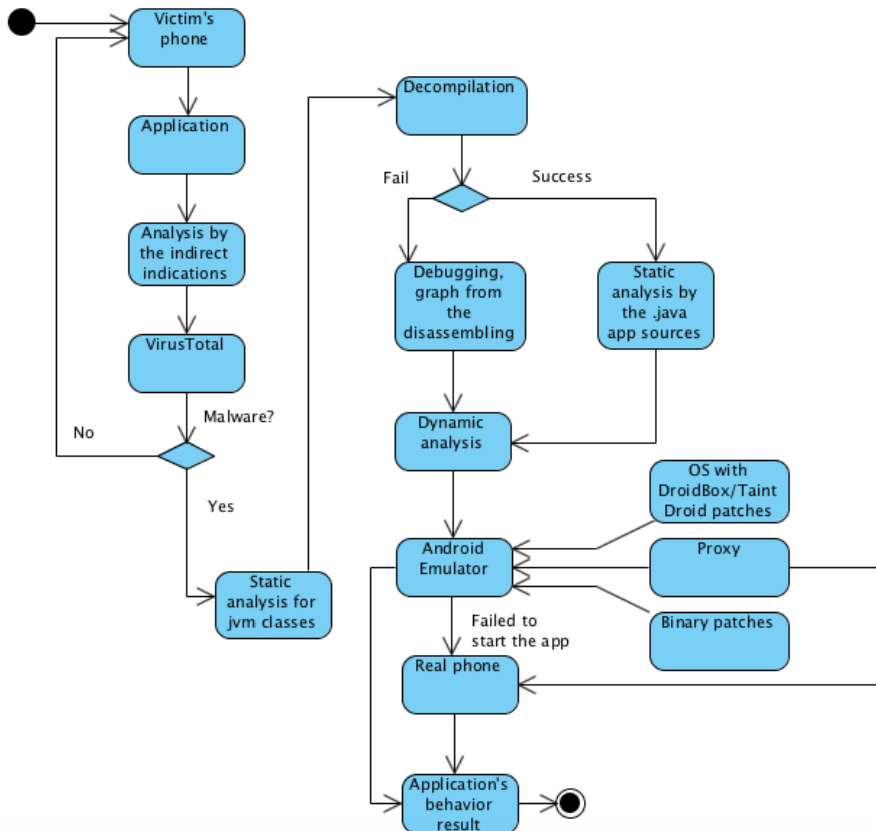 Victim's
phone
Application
Analysis by
the indirect
indications
VirusTotal
Malware?
No
Yes
Static
analysis for
jvm classes
Decompilation
Fail
Success
Debugging,
graph from
the
disassembling
Static
analysis by
the .java
app sources
Dynamic
analysis
OS with
DroidBox/Taint
Droid patches
Android
Emulator
Proxy
Binary patches
Failed to
start the app
Real phone
Application's
behavior
result